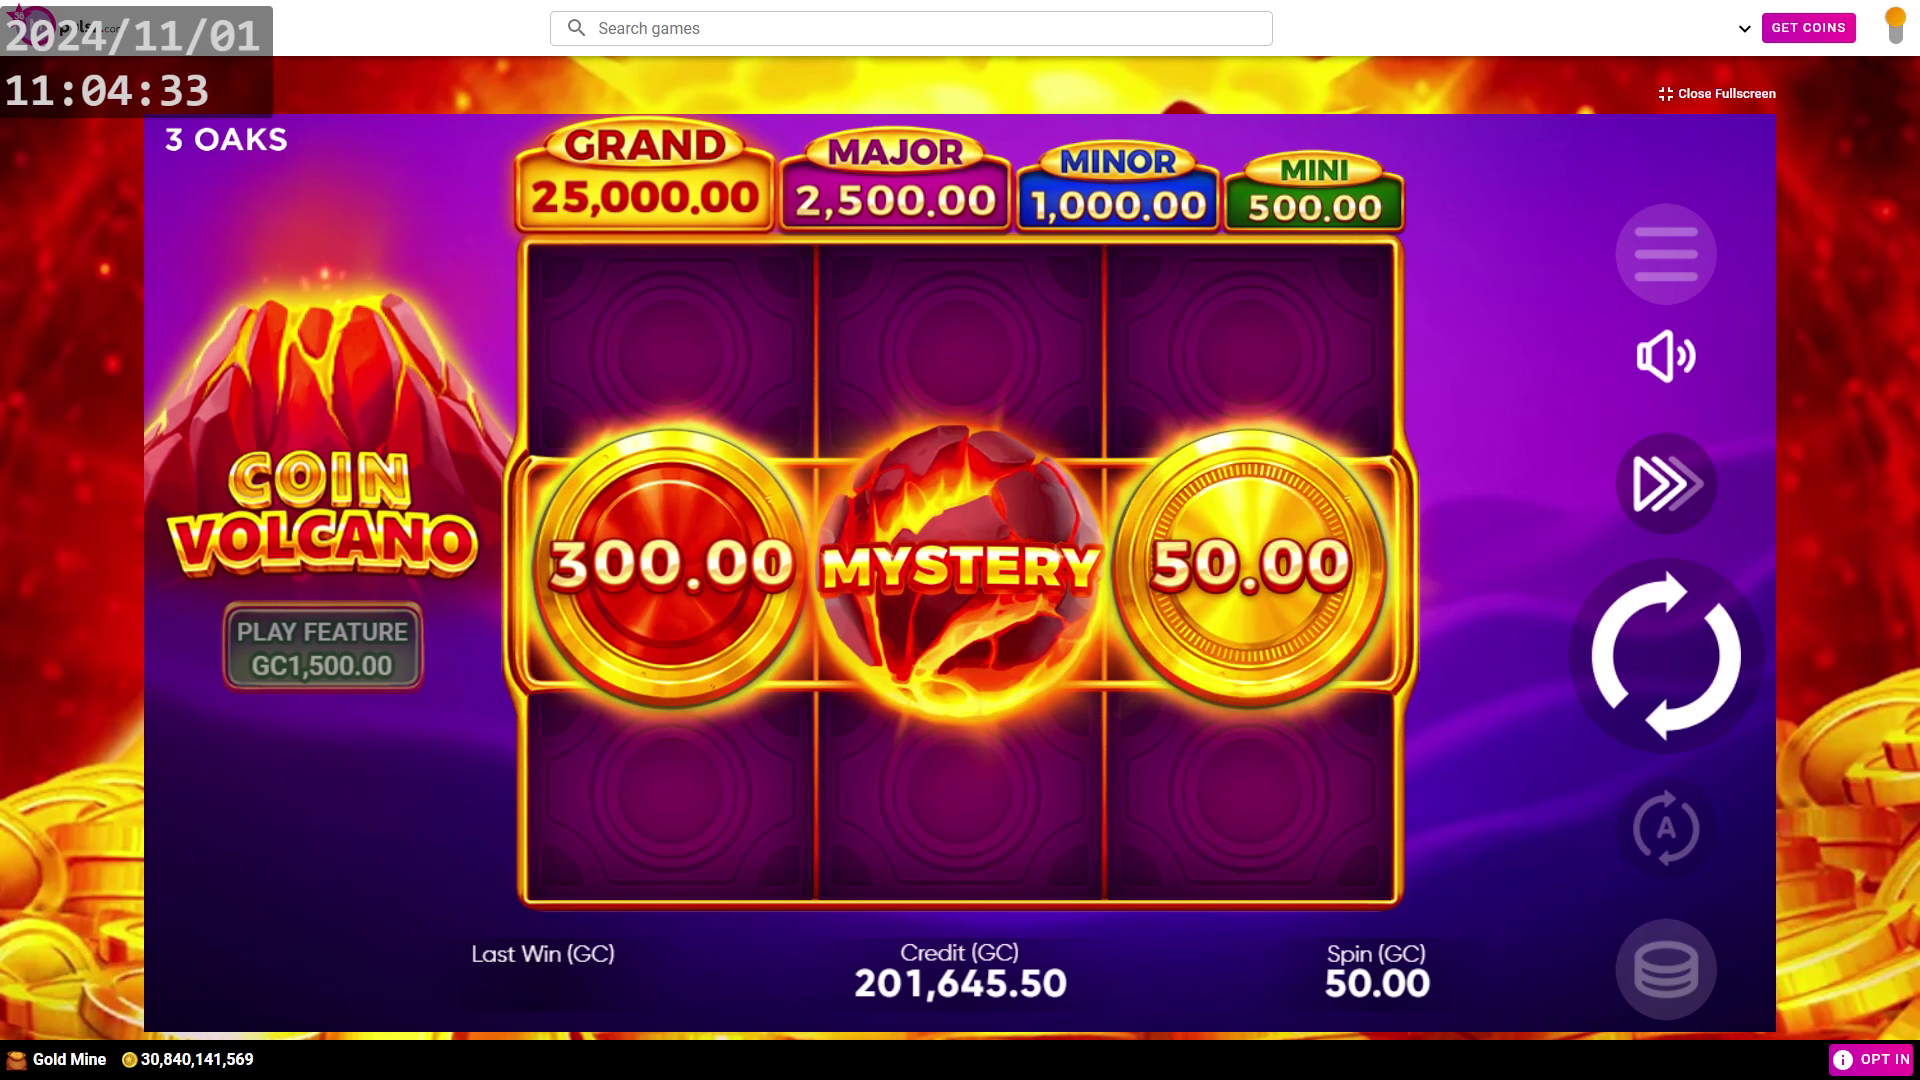 2024/11/01
11:04:33
Search games
GET COINS
Close Fullscreen
3 OAKS
GRAND
25,000.00
MAJOR
2,500.00
MINOR
1,000.00
MINI
500.00
COIN
VOLCANO
PLAY FEATURE
GC1,500.00
300.00
MYSTERY
50.00
Last Win (GC)
Credit (GC)
201,645.50
Spin (GC)
50.00
A
Gold Mine
30,840,141,569
OPT IN